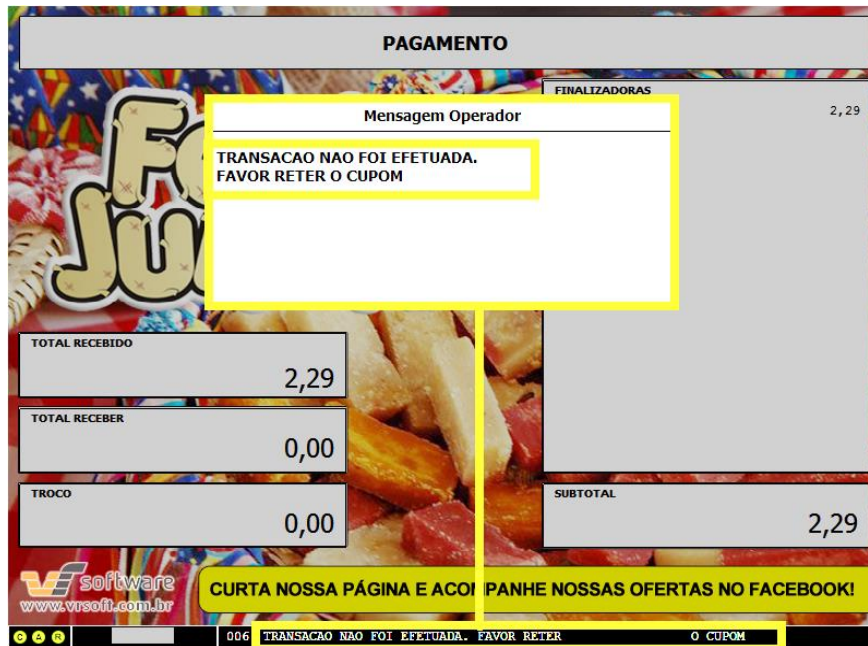 PAGAMENTO
FINALIZADORAS
2,29
Mensagem Operador
TRANSACAO NAO FOI EFETUADA.
FAVOR RETER O CUPOM
TOTAL RECEBIDO
2,29
TOTAL RECEBER
0,00
TROCO
0,00
SUBTOTAL
2,29
VR software
www.vrsoft.com.br
CURTA NOSSA PÁGINA E ACOMPANHE NOSSAS OFERTAS NO FACEBOOK!
C A R 006 TRANSACAO NAO FOI EFETUADA. FAVOR RETER O CUPOM